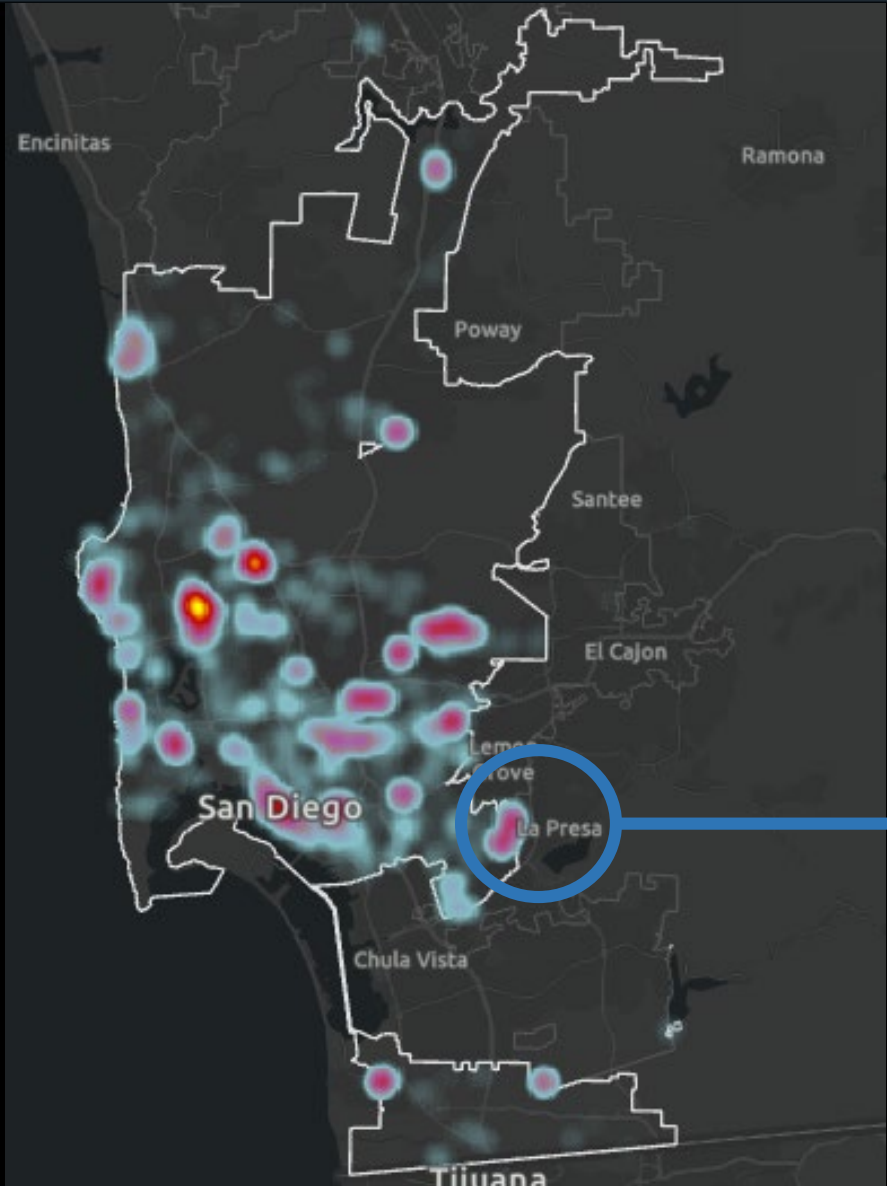 Encinitas
Ramona
Poway
Santee
El Cajon
Lemon
Grove
San Diego
La Presa
Chula Vista
Tijuana